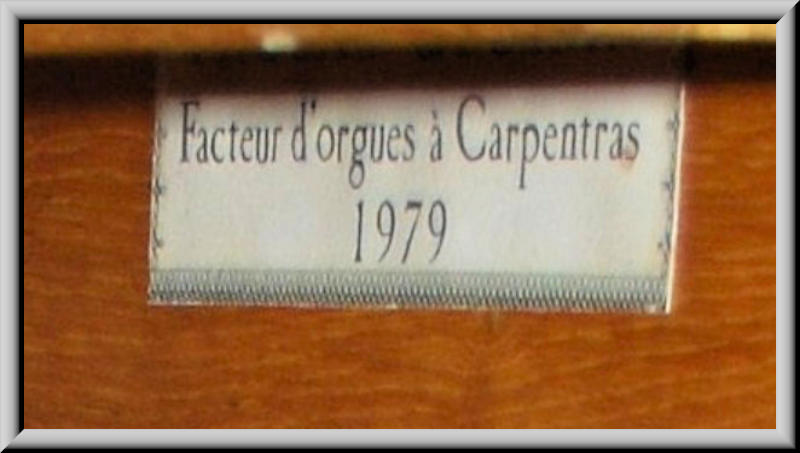 Facteur d'orgues à Carpentras
1979